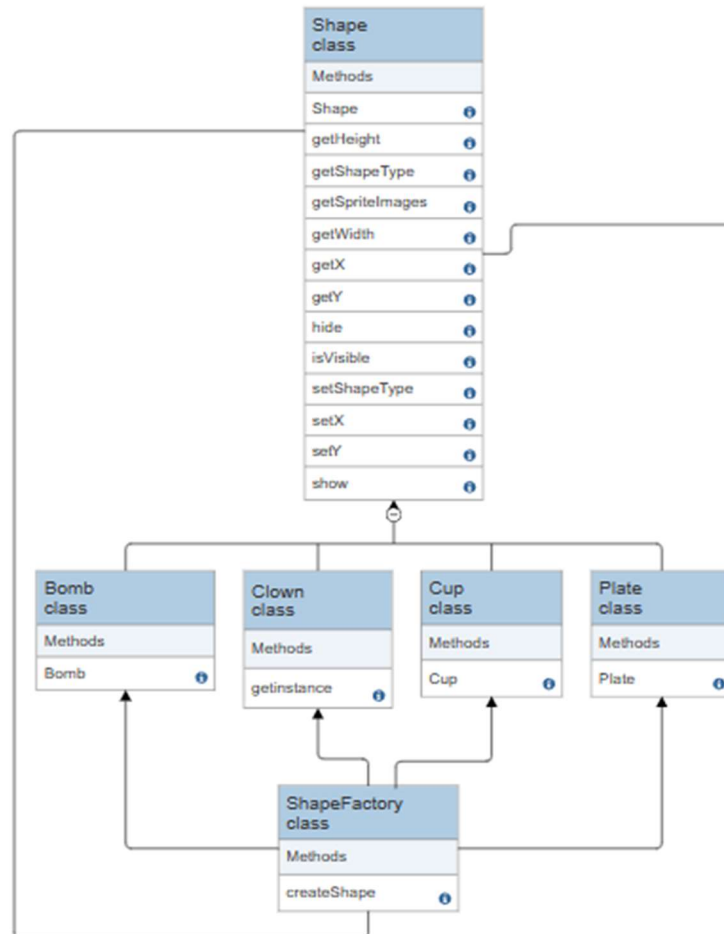 Shape
class
Methods
Shape
getHeight
getShapeType
getSpriteImages
getWidth
getX
getY
hide
isVisible
setShapeType
setX
setY
show
Bomb
class
Methods
Bomb
Clown
class
Methods
getinstance
Cup
class
Methods
Cup
Plate
class
Methods
Plate
ShapeFactory
class
Methods
createShape